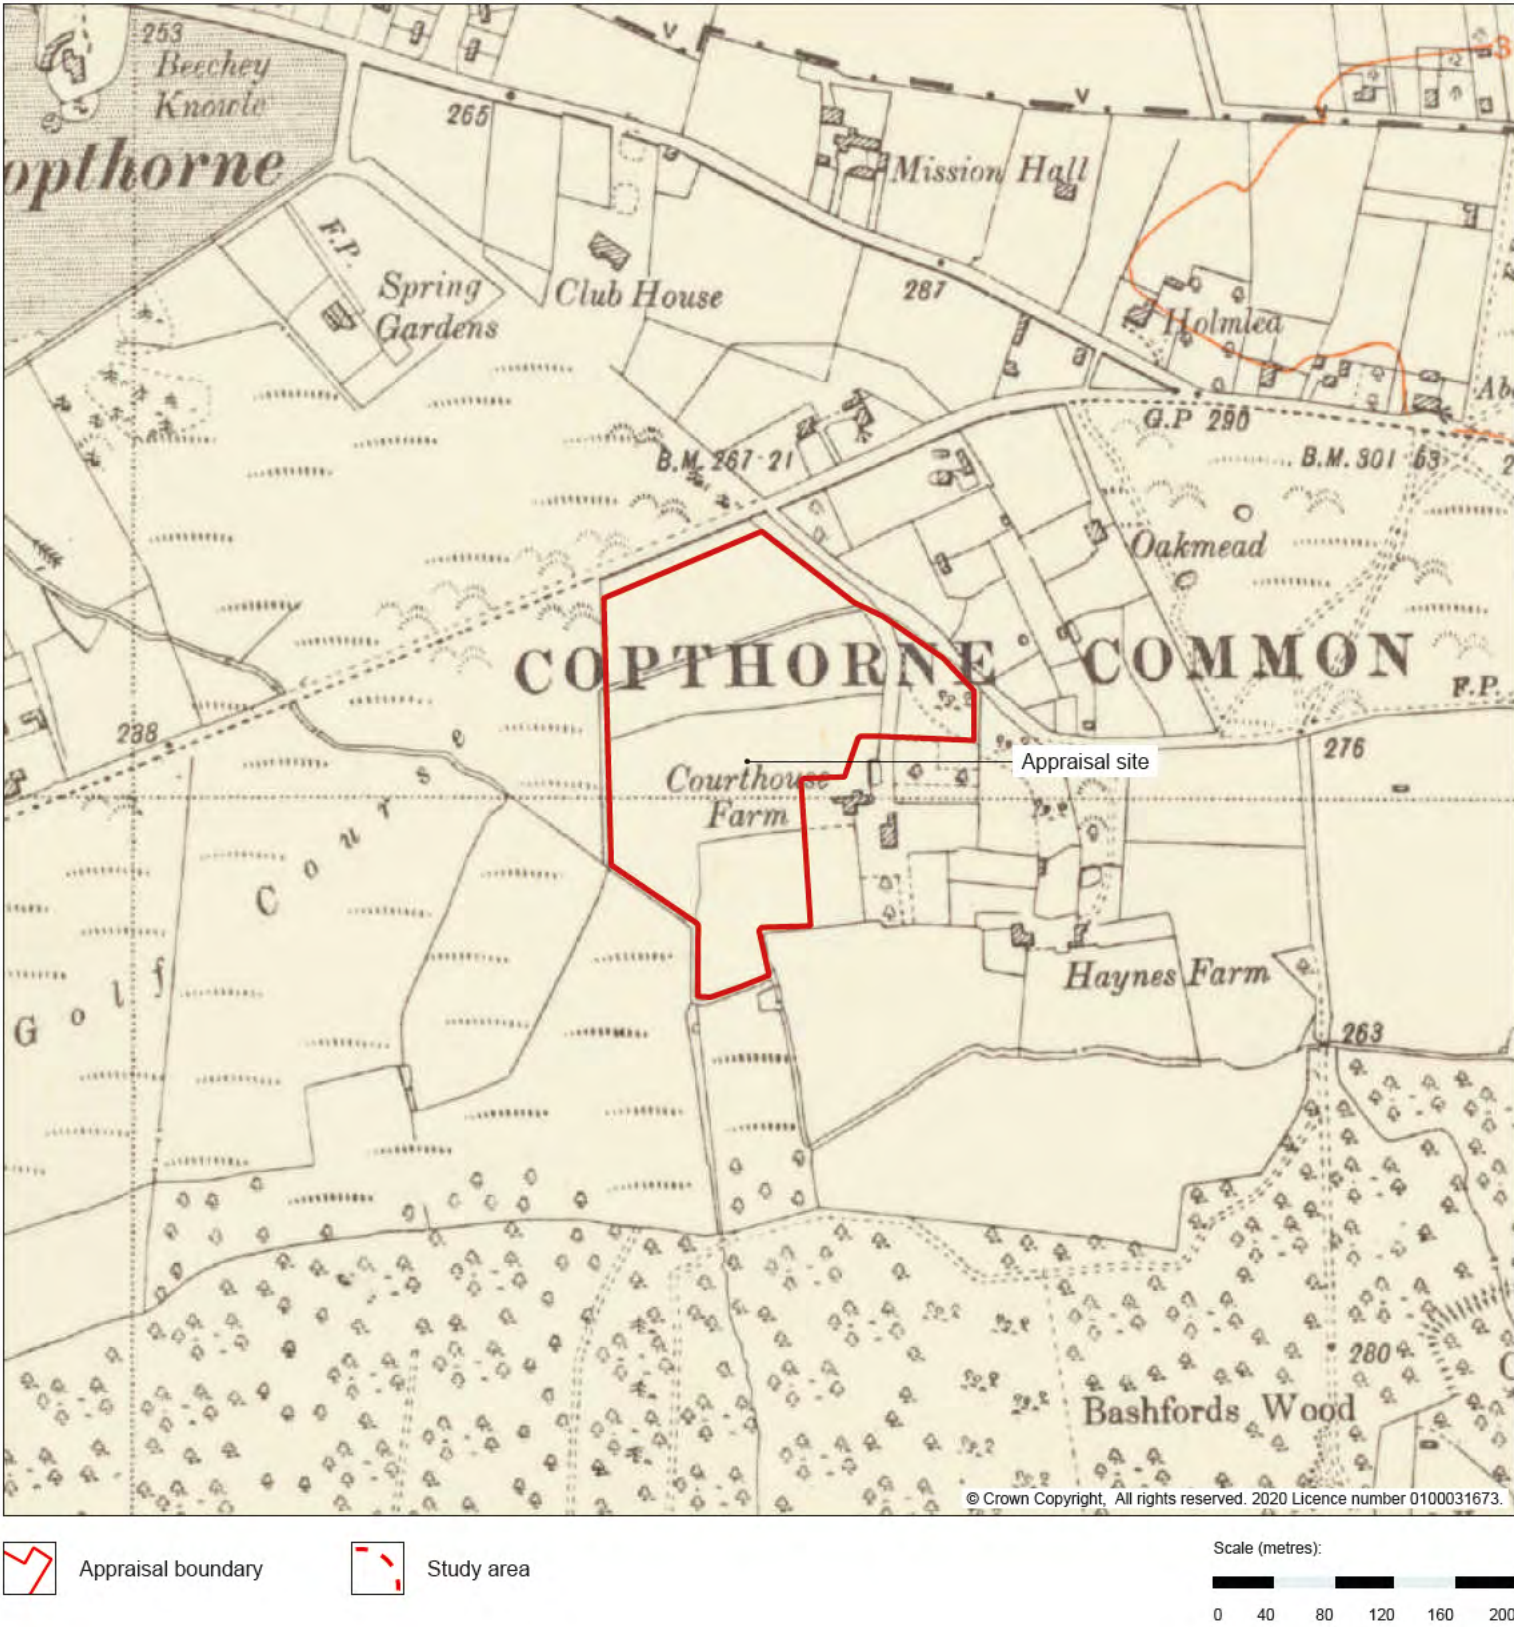 253
Beechey
Knowle
opthorne
265
V
V
S
Mission Hall
F.P.
Spring
Gardens
Club House
287
Holmlea
G.P 290
B.M. 267·21
B.M. 301·63
Oakmead
COPTHORNE COMMON
F.P.
238
276
Appraisal site
Courthouse
Farm
Golf Course
Haynes Farm
263
280
Bashfords Wood
© Crown Copyright, All rights reserved. 2020 Licence number 0100031673.
Appraisal boundary
Study area
Scale (metres):
0 40 80 120 160 200